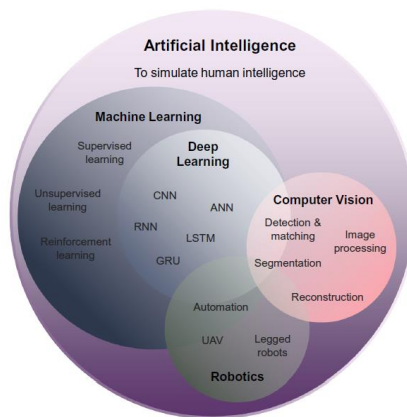 Artificial Intelligence
To simulate human intelligence
Machine Learning
Supervised
learning
Deep
Learning
Unsupervised
learning
CNN
ANN
Computer Vision
RNN
Detection &
matching
Image
processing
LSTM
Reinforcement
learning
GRU
Segmentation
Reconstruction
Automation
UAV
Legged
robots
Robotics